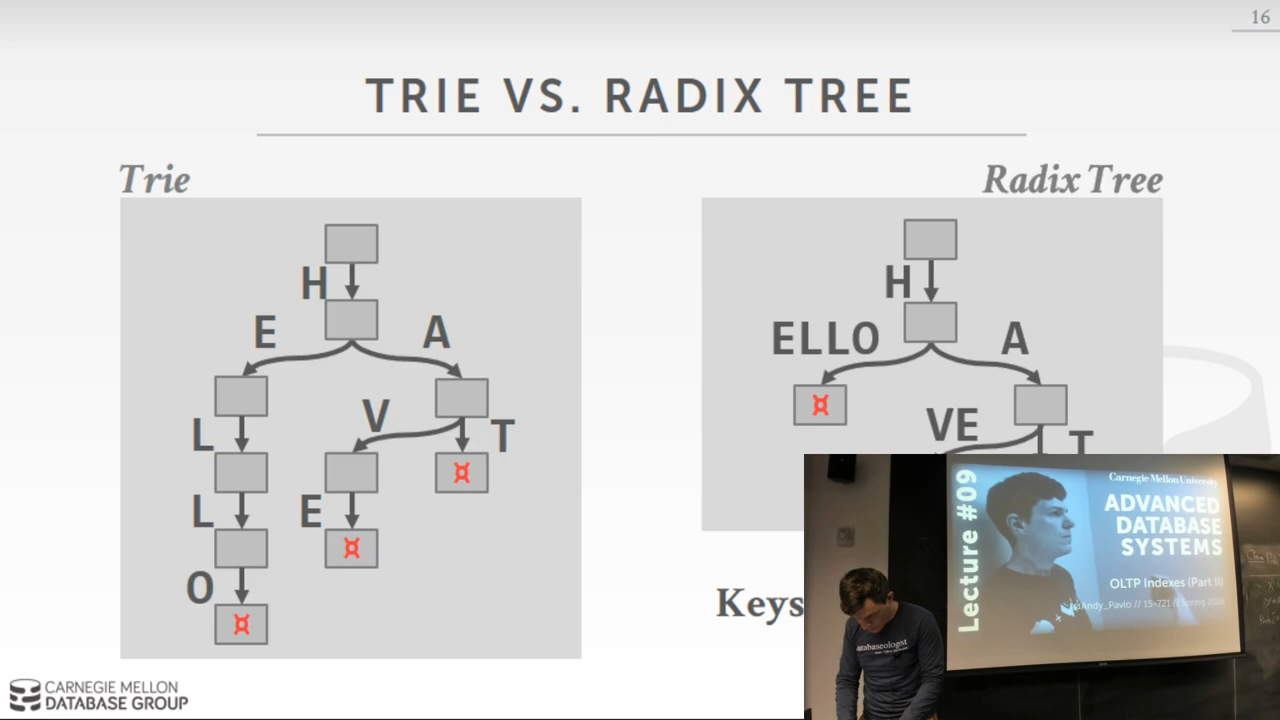 16
TRIE VS. RADIX TREE
Trie
Radix Tree
H
E A
V
L T
L E
O
H
ELLO A
VE
T
Keys
Lecture #09
Carnegie Mellon University
ADVANCED
DATABASE
SYSTEMS
OLTP Indexes (Part II)
@Andy_Pavlo // 15-721 // Spring 2018
databaseologist
CARNEGIE MELLON
DATABASE GROUP